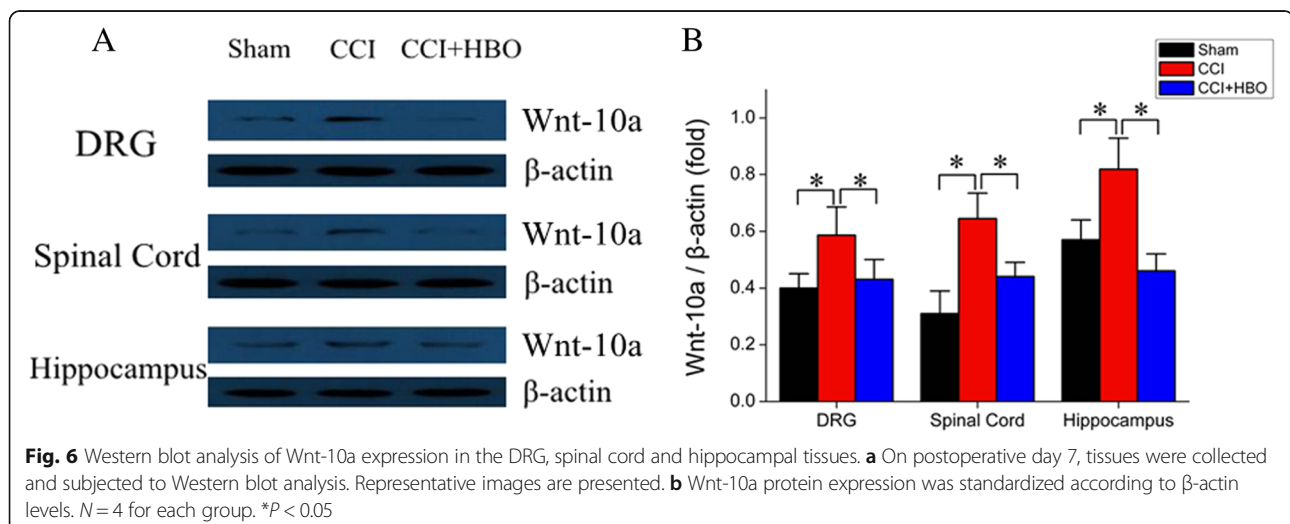 A
Sham CCI CCI+HBO
DRG
Wnt-10a
β-actin
Spinal Cord
Wnt-10a
β-actin
Hippocampus
Wnt-10a
β-actin
B
Sham
CCI
CCI+HBO
Wnt-10a / β-actin (fold)
1.0
0.8
0.6
0.4
0.2
0.0
* *
* *
* *
DRG Spinal Cord Hippocampus
Fig. 6 Western blot analysis of Wnt-10a expression in the DRG, spinal cord and hippocampal tissues. a On postoperative day 7, tissues were collected
and subjected to Western blot analysis. Representative images are presented. b Wnt-10a protein expression was standardized according to β-actin
levels. N = 4 for each group. *P < 0.05